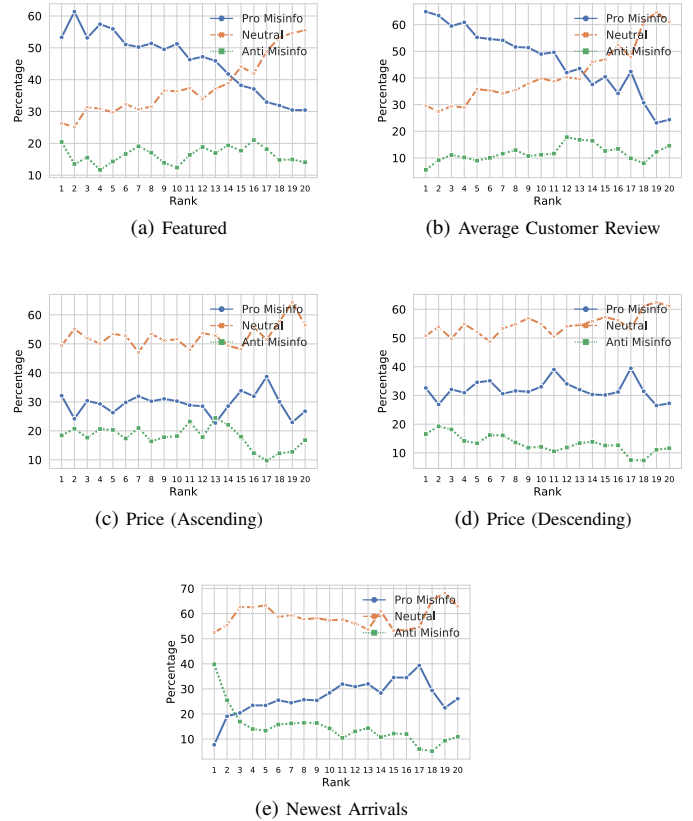 60
50
40
30
20
10
Percentage
Pro Misinfo
Neutral
Anti Misinfo
1 2 3 4 5 6 7 8 9 10 11 12 13 14 15 16 17 18 19 20
Rank
(a) Featured
60
50
40
30
20
10
Percentage
Pro Misinfo
Neutral
Anti Misinfo
1 2 3 4 5 6 7 8 9 10 11 12 13 14 15 16 17 18 19 20
Rank
(b) Average Customer Review
60
50
40
30
20
10
Percentage
Pro Misinfo
Neutral
Anti Misinfo
1 2 3 4 5 6 7 8 9 10 11 12 13 14 15 16 17 18 19 20
Rank
(c) Price (Ascending)
60
50
40
30
20
10
Percentage
Pro Misinfo
Neutral
Anti Misinfo
1 2 3 4 5 6 7 8 9 10 11 12 13 14 15 16 17 18 19 20
Rank
(d) Price (Descending)
70
60
50
40
30
20
10
Percentage
Pro Misinfo
Neutral
Anti Misinfo
1 2 3 4 5 6 7 8 9 10 11 12 13 14 15 16 17 18 19 20
Rank
(e) Newest Arrivals